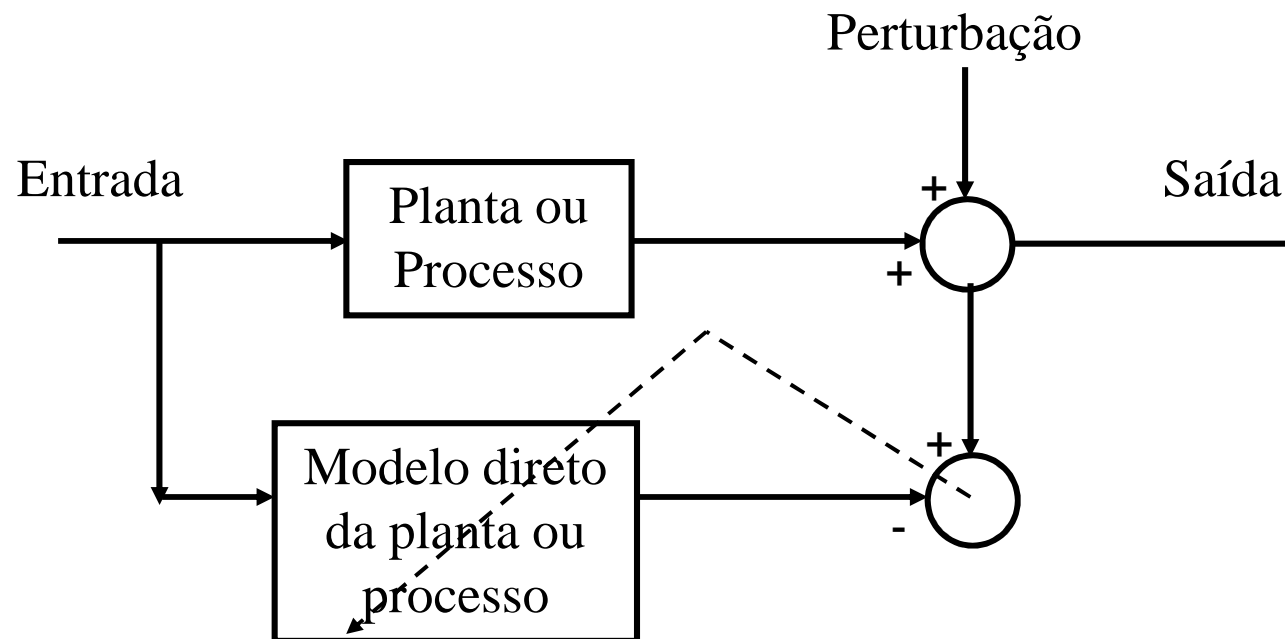 Perturbação
Entrada
Saída
+
Planta ou
Processo
+
+
Modelo direto
da planta ou
processo
-